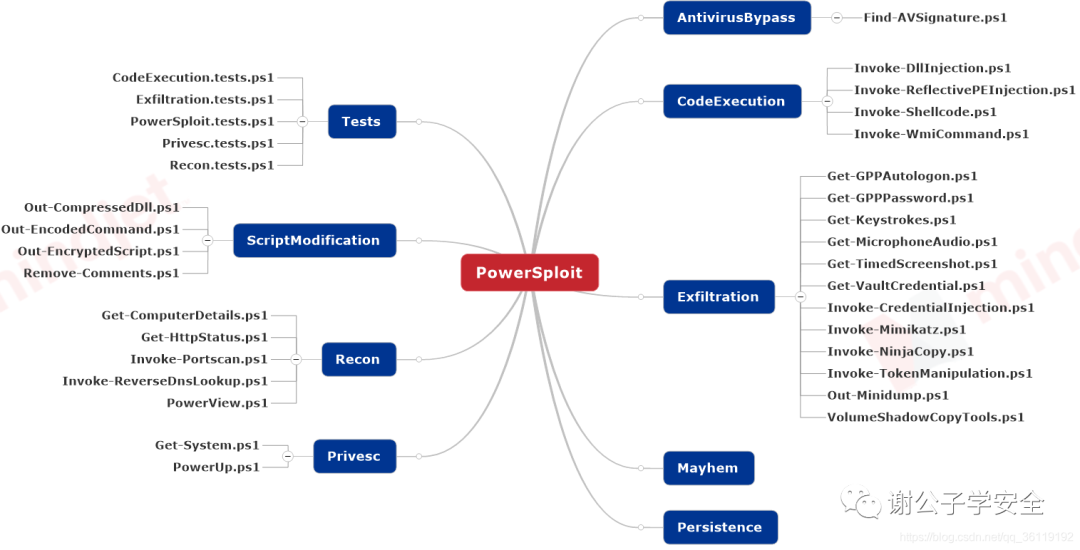 PowerSploit
AntivirusBypass
Find-AVSignature.ps1
CodeExecution
Invoke-DllInjection.ps1
Invoke-ReflectivePEInjection.ps1
Invoke-Shellcode.ps1
Invoke-WmiCommand.ps1
Exfiltration
Get-GPPAutologon.ps1
Get-GPPPassword.ps1
Get-Keystrokes.ps1
Get-MicrophoneAudio.ps1
Get-TimedScreenshot.ps1
Get-VaultCredential.ps1
Invoke-CredentialInjection.ps1
Invoke-Mimikatz.ps1
Invoke-NinjaCopy.ps1
Invoke-TokenManipulation.ps1
Out-Minidump.ps1
VolumeShadowCopyTools.ps1
Mayhem
Persistence
Tests
CodeExecution.tests.ps1
Exfiltration.tests.ps1
PowerSploit.tests.ps1
Privesc.tests.ps1
Recon.tests.ps1
ScriptModification
Out-CompressedDll.ps1
Out-EncodedCommand.ps1
Out-EncryptedScript.ps1
Remove-Comments.ps1
Recon
Get-ComputerDetails.ps1
Get-HttpStatus.ps1
Invoke-Portscan.ps1
Invoke-ReverseDnsLookup.ps1
PowerView.ps1
Privesc
Get-System.ps1
PowerUp.ps1
mindjet
mind
谢公子学安全
https://blog.csdn.net/qq_36119192